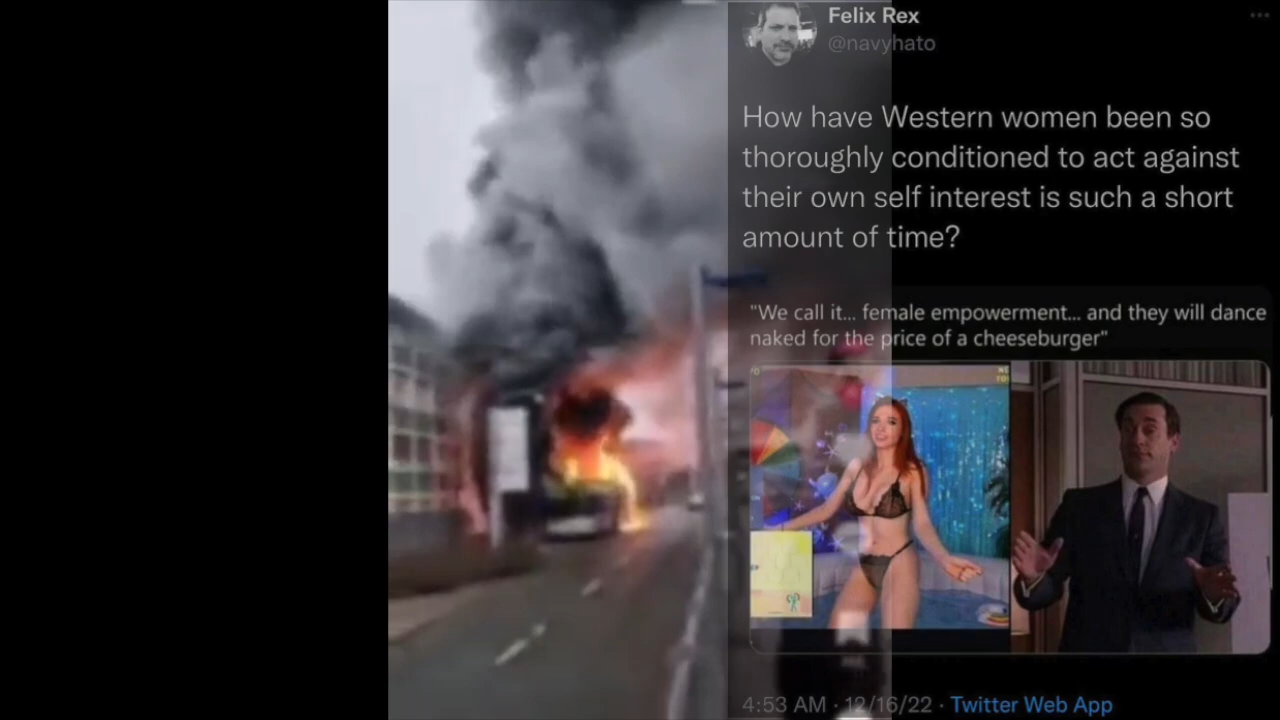 Felix Rex
@navyhato
How have Western women been so
thoroughly conditioned to act against
their own self interest is such a short
amount of time?
"We call it... female empowerment... and they will dance
naked for the price of a cheeseburger"
4:53 AM · 12/16/22 · Twitter Web App